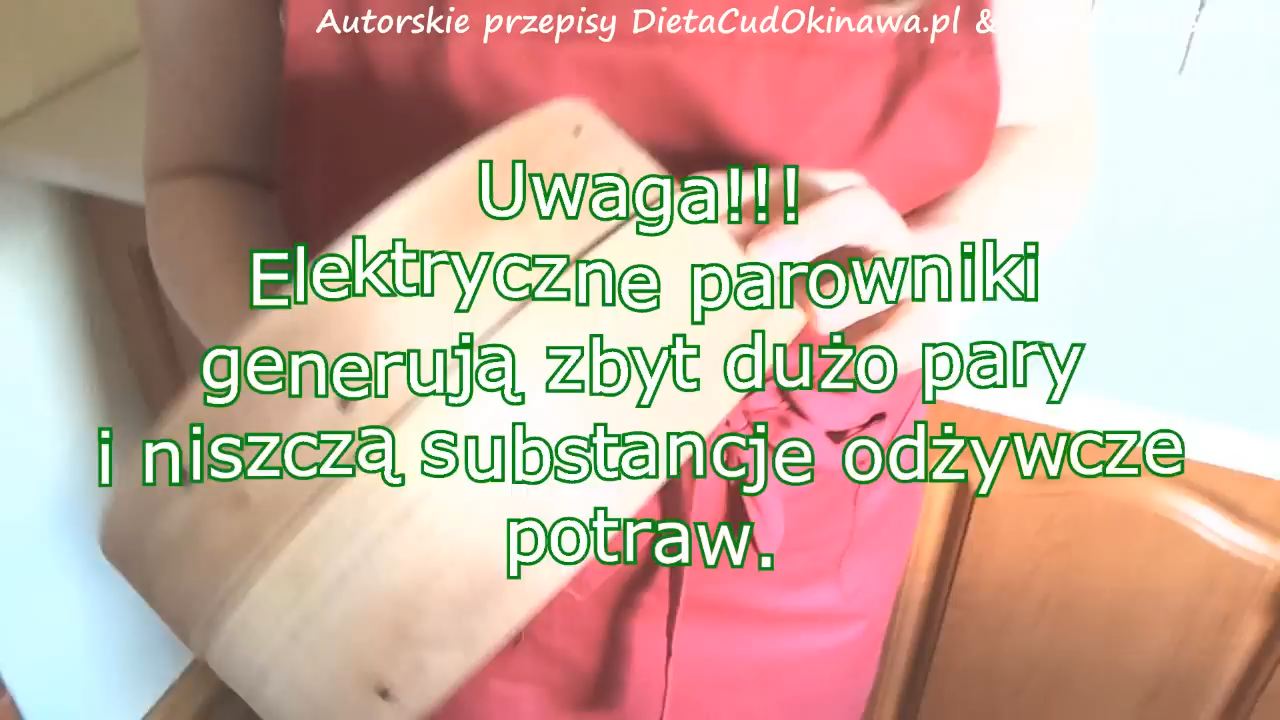 Autorskie przepisy DietaCudOkinawa.pl &
Uwaga!!!
Elektryczne parowniki
generują zbyt dużo pary
i niszczą substancje odżywcze
potraw.